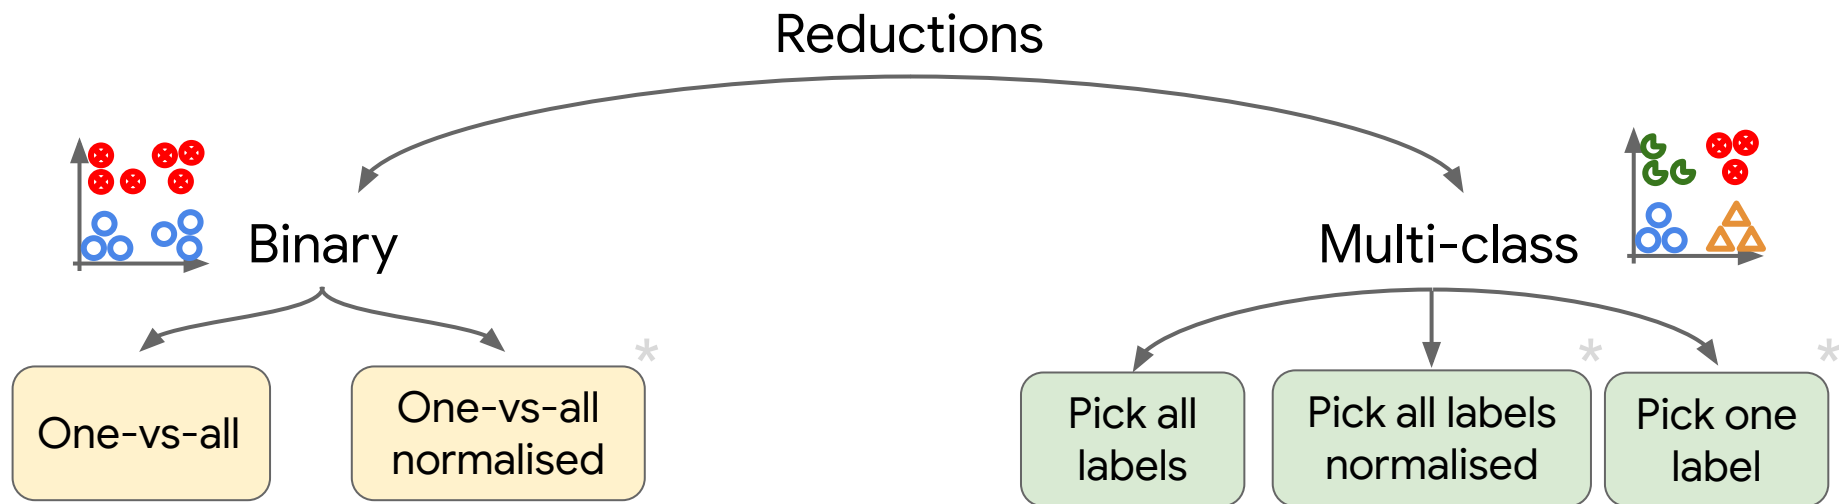 Reductions
Binary
Multi-class
One-vs-all
One-vs-all
normalised
*
Pick all
labels
Pick all labels
normalised
*
Pick one
label
*